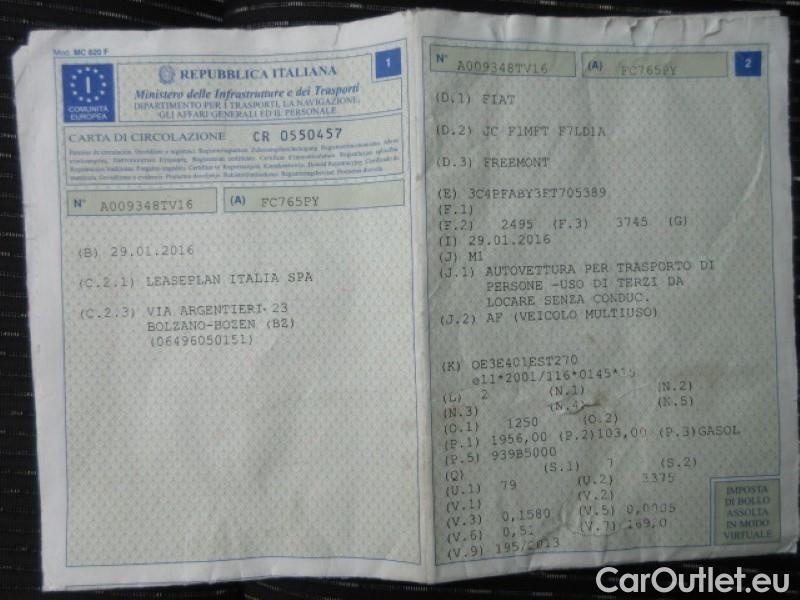 Mod. MC 820 F
1
I
COMUNITÀ
EUROPEA
REPUBBLICA ITALIANA
Ministero delle Infrastrutture e dei Trasporti
DIPARTIMENTO PER I TRASPORTI, LA NAVIGAZIONE,
GLI AFFARI GENERALI ED IL PERSONALE
CARTA DI CIRCOLAZIONE CR 0550457
N° A009348TV16 (A) FC765PY
(B) 29.01.2016
(C.2.1) LEASEPLAN ITALIA SPA
(C.2.3) VIA ARGENTIERI 23
BOLZANO-BOZEN (BZ)
(06496050151)
N° A009348TV16 (A) FC765PY 2
(D.1) FIAT
(D.2) JC F1MFT F7LD1A
(D.3) FREEMONT
(E) 3C4PFABY3FT705389
(F.1)
(F.2) 2495 (F.3) 3745 (G)
(I) 29.01.2016
(J) M1
(J.1) AUTOVETTURA PER TRASPORTO DI
PERSONE -USO DI TERZI DA
LOCARE SENZA CONDUC.
(J.2) AF (VEICOLO MULTIUSO)
(K) OE3E401EST270
e11*2001/116*0145*15
(L) 2 (N.1) (N.2)
(N.3) (N.4) (N.5)
(O.1) 1250 (O.2)
(P.1) 1956,00 (P.2)103,00 (P.3)GASOL
(P.5) 939B5000
(Q) (S.1) 7 (S.2)
(U.1) 79 (U.2) 3375
(V.1) (V.2)
(V.3) 0,1580 (V.5) 0,0005
(V.6) 0,51 (V.7) 169,0
(V.9) 195/2013
IMPOSTA
DI BOLLO
ASSOLTA
IN MODO
VIRTUALE
CarOutlet.eu